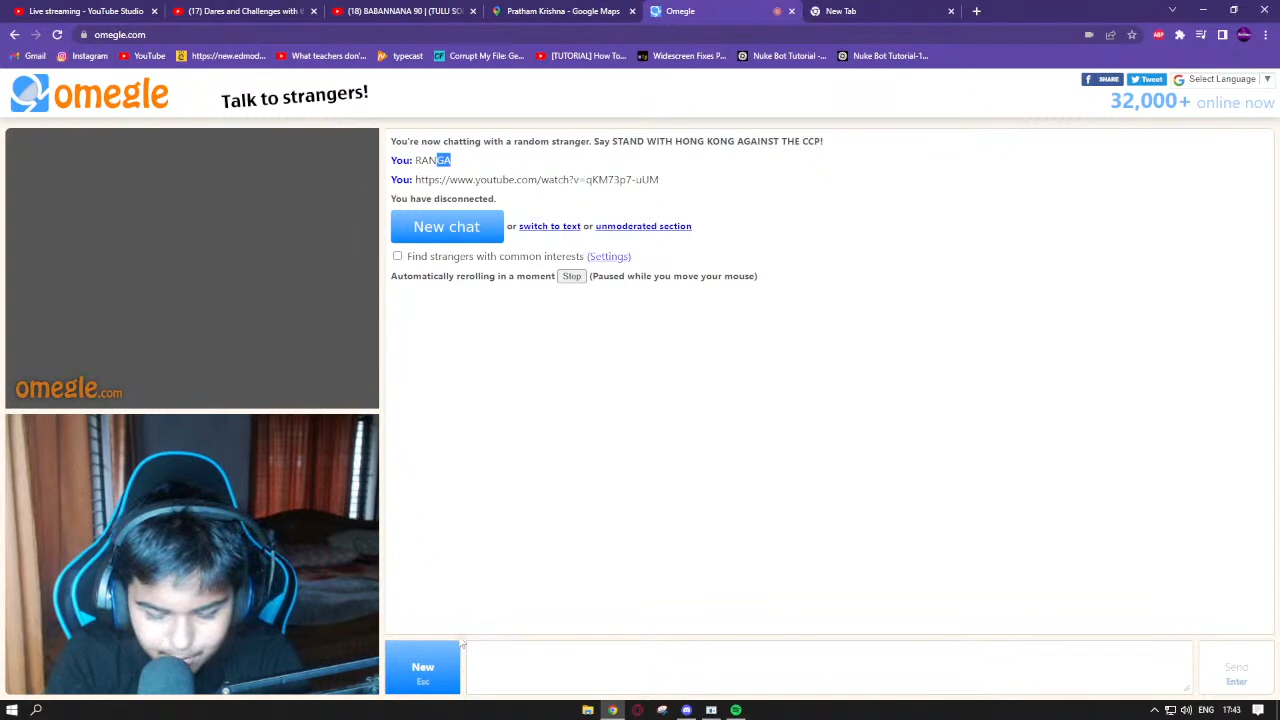 Live streaming - YouTube Studio
(17) Dares and Challenges with t
(18) BABANNANA 90 | (TULU SO
Pratham Krishna - Google Maps
Omegle
New Tab
omegle.com
Gmail
Instagram
YouTube
https://new.edmod...
What teachers don'...
typecast
Corrupt My File: Ge...
[TUTORIAL] How To...
Widescreen Fixes P...
Nuke Bot Tutorial -...
Nuke Bot Tutorial-1...
omegle
Talk to strangers!
SHARE
Tweet
Select Language
32,000+ online now
You're now chatting with a random stranger. Say STAND WITH HONG KONG AGAINST THE CCP!
You: RANGA
You: https://www.youtube.com/watch?v=qKM73p7-uUM
You have disconnected.
New chat or switch to text or unmoderated section
Find strangers with common interests (Settings)
Automatically rerolling in a moment Stop (Paused while you move your mouse)
omegle.com
New
Esc
Send
Enter
ENG
17:43